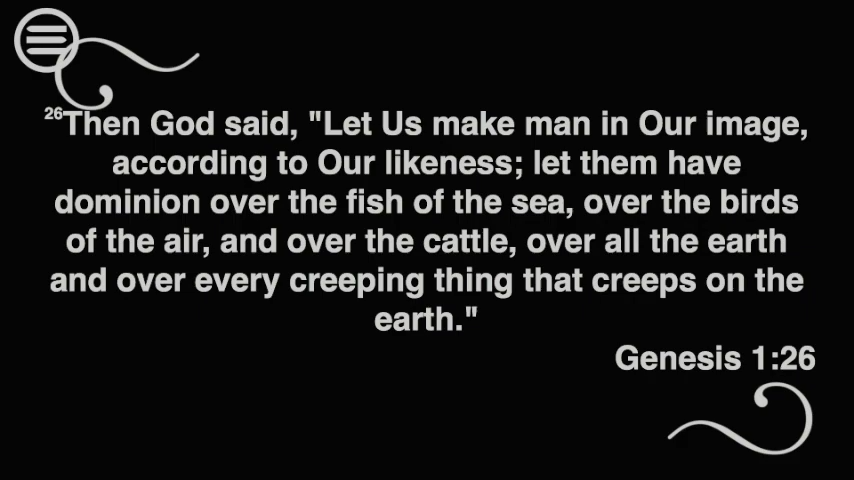 26Then God said, "Let Us make man in Our image,
according to Our likeness; let them have
dominion over the fish of the sea, over the birds
of the air, and over the cattle, over all the earth
and over every creeping thing that creeps on the
earth."
Genesis 1:26